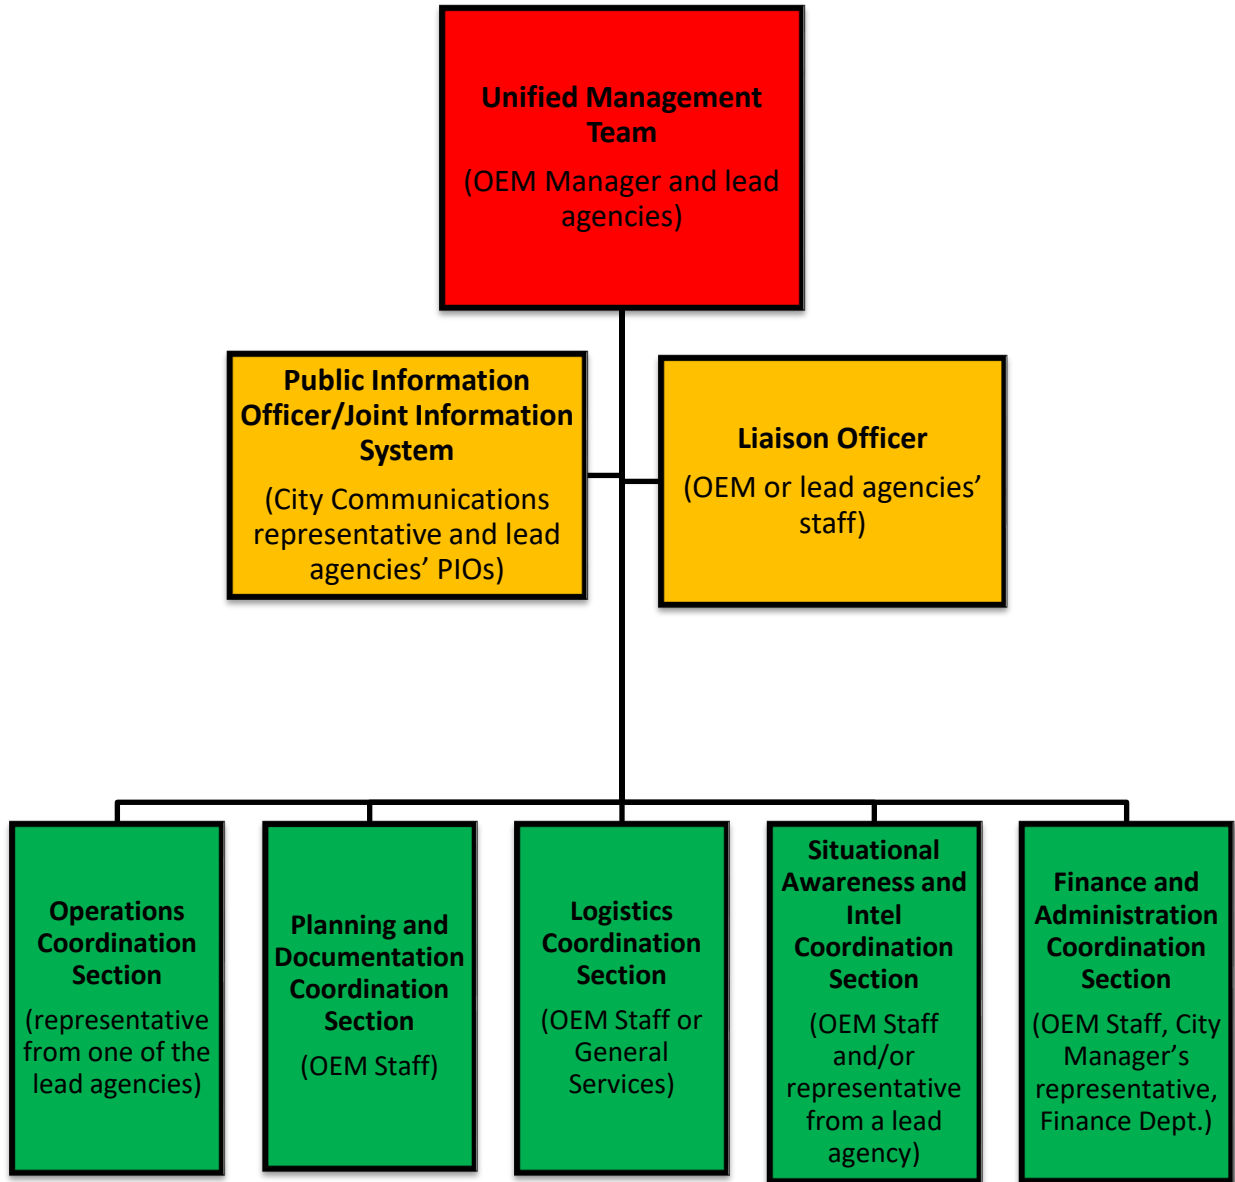 Unified Management
Team
(OEM Manager and lead
agencies)
Public Information
Officer/Joint Information
System
(City Communications
representative and lead
agencies’ PIOs)
Liaison Officer
(OEM or lead agencies’
staff)
Operations
Coordination
Section
(representative
from one of the
lead agencies)
Planning and
Documentation
Coordination
Section
(OEM Staff)
Logistics
Coordination
Section
(OEM Staff or
General
Services)
Situational
Awareness and
Intel
Coordination
Section
(OEM Staff
and/or
representative
from a lead
agency)
Finance and
Administration
Coordination
Section
(OEM Staff, City
Manager’s
representative,
Finance Dept.)